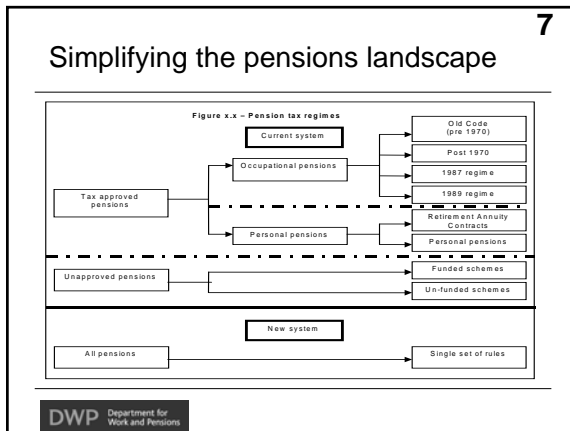 7
Simplifying the pensions landscape
Figure x.x – Pension tax regimes
Current system
Old Code
(pre 1970)
Occupational pensions
Post 1970
1987 regime
Tax approved
pensions
1989 regime
Personal pensions
Retirement Annuity
Contracts
Personal pensions
Unapproved pensions
Funded schemes
Un-funded schemes
New system
All pensions
Single set of rules
DWP Department for
Work and Pensions